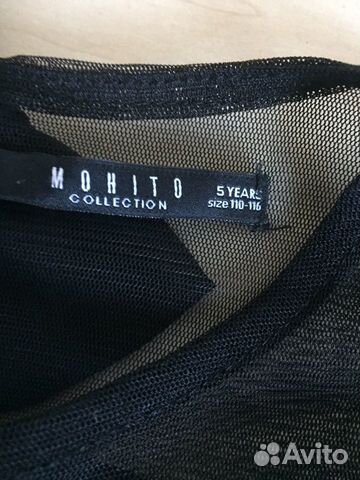 MOHITO
COLLECTION
5 YEARS
size 110-116
Avito